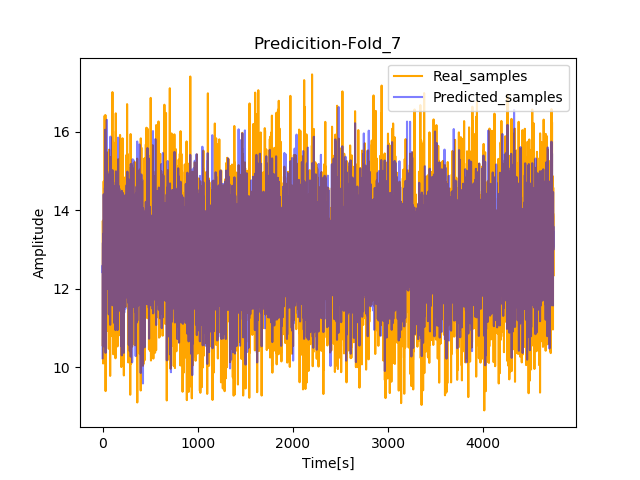 Predicition-Fold_7
Real_samples
Predicted_samples
Amplitude
16
14
12
10
0 1000 2000 3000 4000
Time[s]